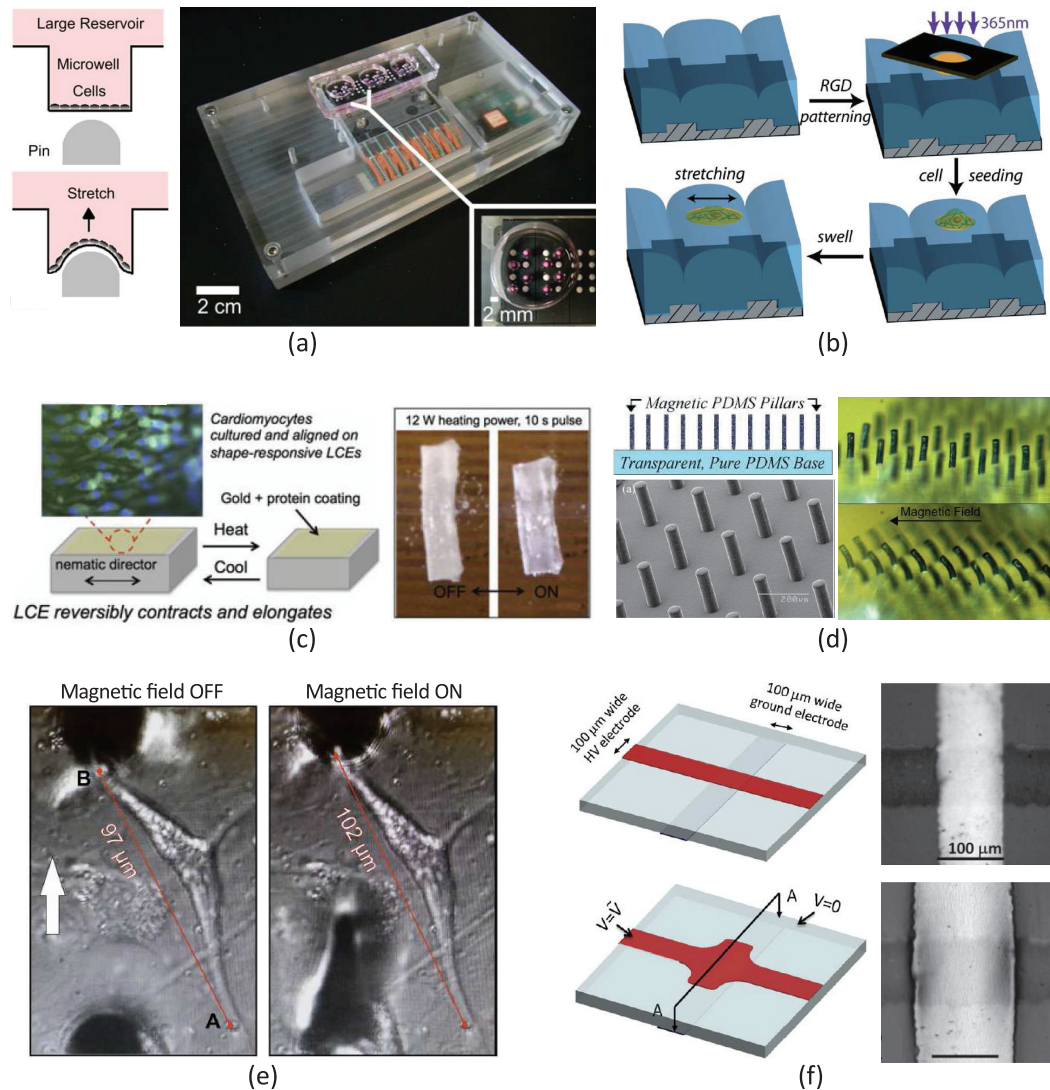 Large Reservoir
Microwell
Cells
Pin
Stretch
2 cm
2 mm
(a)
365nm
RGD
patterning
cell seeding
stretching
swell
(b)
Cardiomyocytes
cultured and aligned on
shape-responsive LCEs
Gold + protein coating
Heat
Cool
nematic director
LCE reversibly contracts and elongates
12 W heating power, 10 s pulse
OFF
ON
(c)
Magnetic PDMS Pillars
Transparent, Pure PDMS Base
(a)
200μm
Magnetic Field
(d)
Magnetic field OFF
Magnetic field ON
B
97 μm
A
102 μm
(e)
100 μm wide
HV electrode
100 μm wide
ground electrode
100 μm
A
V=0
V=Ṽ
A
(f)